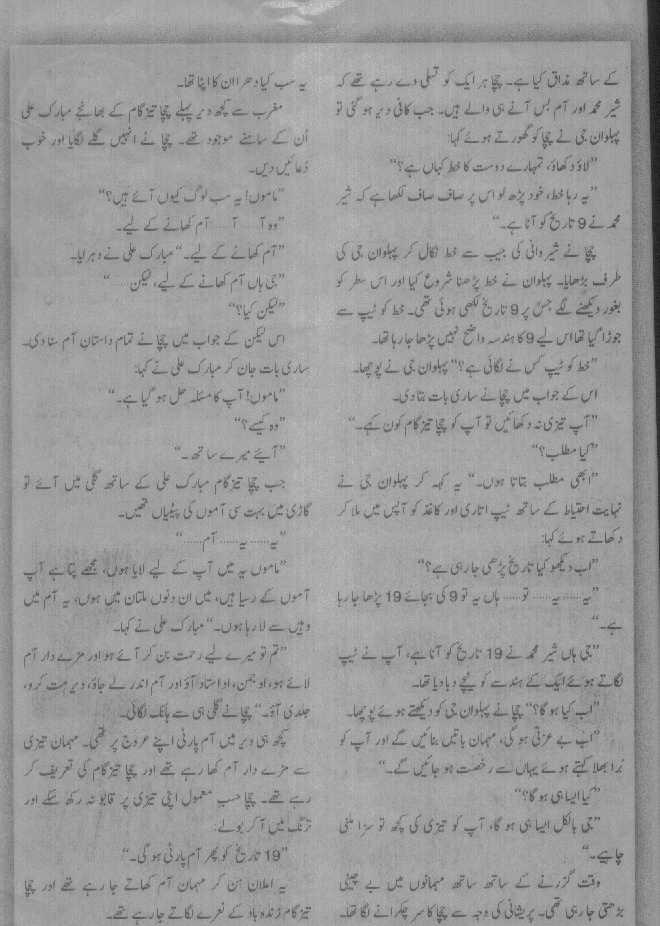 کے ساتھ مذاق کیا ہے۔ چچا ہر ایک کو تسلی دے رہے تھے کہ
شیر محمد اور آم بس آنے ہی والے ہیں۔ جب کافی دیر ہو گئی تو
پہلوان جی نے چچا کو گھورتے ہوئے کہا:
”لاؤ دکھاؤ، تمہارے دوست کا خط کہاں ہے؟“
”یہ رہا خط، خود پڑھ لو اس پر صاف صاف لکھا ہے کہ شیر
محمد نے 9 تاریخ کو آنا ہے۔“
چچا نے شیروانی کی جیب سے خط نکال کر پہلوان جی کی
طرف بڑھایا۔ پہلوان نے خط پڑھنا شروع کیا اور اس سطر کو
بغور دیکھنے لگے جس پر 9 تاریخ لکھی ہوئی تھی۔ خط کو ٹیپ سے
جوڑا گیا تھا اس لیے 9 کا ہندسہ واضح نہیں پڑھا جا رہا تھا۔
”خط کو ٹیپ کس نے لگائی ہے؟“ پہلوان جی نے پوچھا۔
اس کے جواب میں چچا نے ساری بات بتا دی۔
”آپ تیزی نہ دکھائیں تو آپ کو چچا تیز گام کون کہے۔“
”کیا مطلب؟“
”ابھی مطلب بتاتا ہوں۔“ یہ کہہ کر پہلوان جی نے
نہایت احتیاط کے ساتھ ٹیپ اتاری اور کاغذ کو آپس میں ملا کر
دکھاتے ہوئے کہا:
”اب دیکھو کیا تاریخ پڑھی جا رہی ہے؟“
”یہ...... یہ...... تو...... ہاں یہ تو 9 کی بجائے 19 پڑھا جا رہا
ہے۔“
”جی ہاں شیر محمد نے 19 تاریخ کو آنا ہے، آپ نے ٹیپ
لگاتے ہوئے ایک کے ہندسے کو نیچے دبا دیا تھا۔
”اب کیا ہو گا؟“ چچا نے پہلوان جی کو دیکھتے ہوئے پوچھا۔
”اب بے عزتی ہو گی، مہمان باتیں بنائیں گے اور آپ کو
بُرا بھلا کہتے ہوئے یہاں سے رخصت ہو جائیں گے۔“
”کیا ایسا ہی ہو گا؟“
”جی بالکل ایسا ہی ہو گا، آپ کو تیزی کی کچھ تو سزا ملنی
چاہیے۔“
وقت گزرنے کے ساتھ ساتھ مہمانوں میں بے چینی
بڑھتی جا رہی تھی۔ پریشانی کی وجہ سے چچا کا سر چکرانے لگا تھا۔
یہ سب کیا دھرا ان کا اپنا تھا۔
مغرب سے کچھ دیر پہلے چچا تیز گام کے بھانجے مبارک علی
اُن کے سامنے موجود تھے۔ چچا نے انہیں گلے لگایا اور خوب
دُعائیں دیں۔
”ماموں! یہ سب لوگ کیوں آئے ہیں؟“
”وہ آ...... آ...... آم کھانے کے لیے۔
”آم کھانے کے لیے۔“ مبارک علی نے دہرایا۔
”جی ہاں آم کھانے کے لیے، لیکن......“
”لیکن کیا؟“
اس لیکن کے جواب میں چچا نے تمام داستانِ آم سنا دی۔
ساری بات جان کر مبارک علی نے کہا:
”ماموں! آپ کا مسئلہ حل ہو گیا ہے۔“
”وہ کیسے؟“
”آئیے میرے ساتھ۔“
جب چچا تیز گام مبارک علی کے ساتھ گلی میں آئے تو
گاڑی میں بہت سی آموں کی پیٹیاں تھیں۔
”یہ...... یہ...... آم......“
”ماموں یہ میں آپ کے لیے لایا ہوں، مجھے پتا ہے آپ
آموں کے رسیا ہیں، میں ان دنوں ملتان میں ہوں، یہ آم میں
وہیں سے لا رہا ہوں۔“ مبارک علی نے کہا۔
”تم تو میرے لیے رحمت بن کر آئے ہو اور مزے دار آم
لائے ہو، او جمن، او استاد آؤ اور آم اندر لے جاؤ، دیر مت کرو،
جلدی آؤ۔“ چچا نے گلی ہی سے ہانک لگائی۔
کچھ ہی دیر میں آم پارٹی اپنے عروج پر تھی۔ مہمان تیزی
سے مزے دار آم کھا رہے تھے اور چچا تیز گام کی تعریف کر
رہے تھے۔ چچا حسبِ معمول اپنی تیزی پر قابو نہ رکھ سکے اور
ترنگ میں آ کر بولے:
”19 تاریخ کو پھر آم پارٹی ہو گی۔“
یہ اعلان سن کر مہمان آم کھاتے جا رہے تھے اور چچا
تیز گام زندہ باد کے نعرے لگاتے جا رہے تھے۔